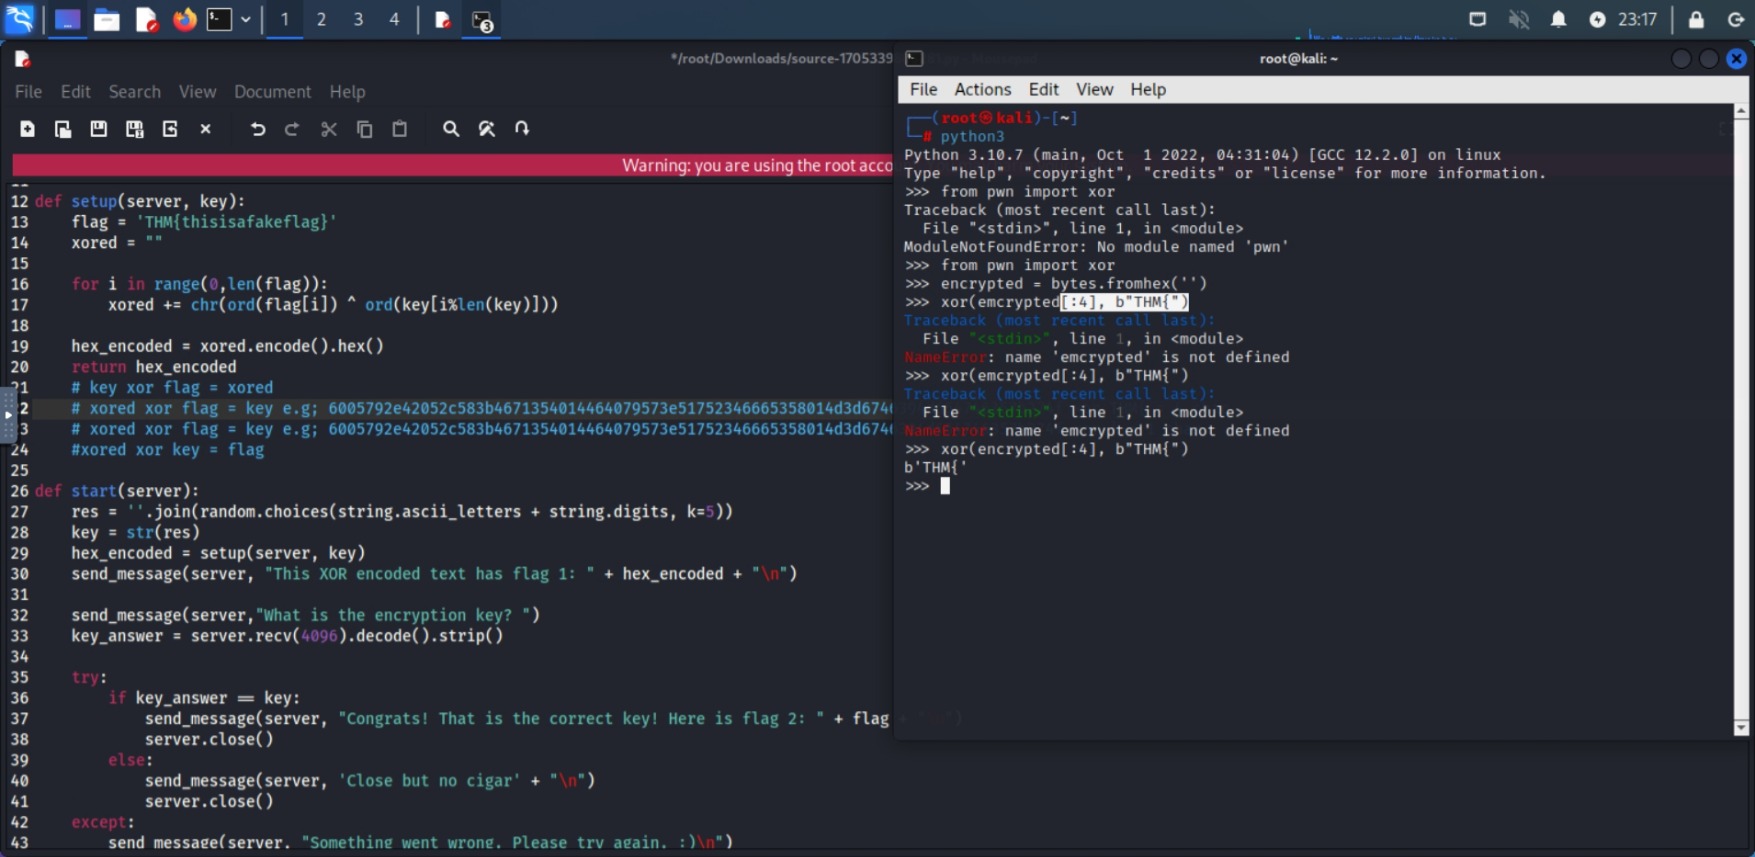 1 2 3 4 3 23:17
*/root/Downloads/source-1705339
File Edit Search View Document Help
Warning: you are using the root acco
12 def setup(server, key):
13     flag = 'THM{thisisafakeflag}'
14     xored = ""
15
16     for i in range(0,len(flag)):
17         xored += chr(ord(flag[i]) ^ ord(key[i%len(key)]))
18
19     hex_encoded = xored.encode().hex()
20     return hex_encoded
21     # key xor flag = xored
2     # xored xor flag = key e.g; 6005792e42052c583b4671354014464079573e51752346665358014d3d6746
3     # xored xor flag = key e.g; 6005792e42052c583b4671354014464079573e51752346665358014d3d6746
24     #xored xor key = flag
25
26 def start(server):
27     res = ''.join(random.choices(string.ascii_letters + string.digits, k=5))
28     key = str(res)
29     hex_encoded = setup(server, key)
30     send_message(server, "This XOR encoded text has flag 1: " + hex_encoded + "\n")
31
32     send_message(server,"What is the encryption key? ")
33     key_answer = server.recv(4096).decode().strip()
34
35     try:
36         if key_answer == key:
37             send_message(server, "Congrats! That is the correct key! Here is flag 2: " + flag
38             server.close()
39         else:
40             send_message(server, 'Close but no cigar' + "\n")
41             server.close()
42     except:
43         send_message(server, "Something went wrong. Please try again. :)\n")
root@kali: ~
File Actions Edit View Help
(root㉿kali)-[~]
# python3
Python 3.10.7 (main, Oct  1 2022, 04:31:04) [GCC 12.2.0] on linux
Type "help", "copyright", "credits" or "license" for more information.
>>> from pwn import xor
Traceback (most recent call last):
  File "<stdin>", line 1, in <module>
ModuleNotFoundError: No module named 'pwn'
>>> from pwn import xor
>>> encrypted = bytes.fromhex('')
>>> xor(emcrypted[:4], b"THM{")
Traceback (most recent call last):
  File "<stdin>", line 1, in <module>
NameError: name 'emcrypted' is not defined
>>> xor(emcrypted[:4], b"THM{")
Traceback (most recent call last):
  File "<stdin>", line 1, in <module>
NameError: name 'emcrypted' is not defined
>>> xor(encrypted[:4], b"THM{")
b'THM{'
>>>